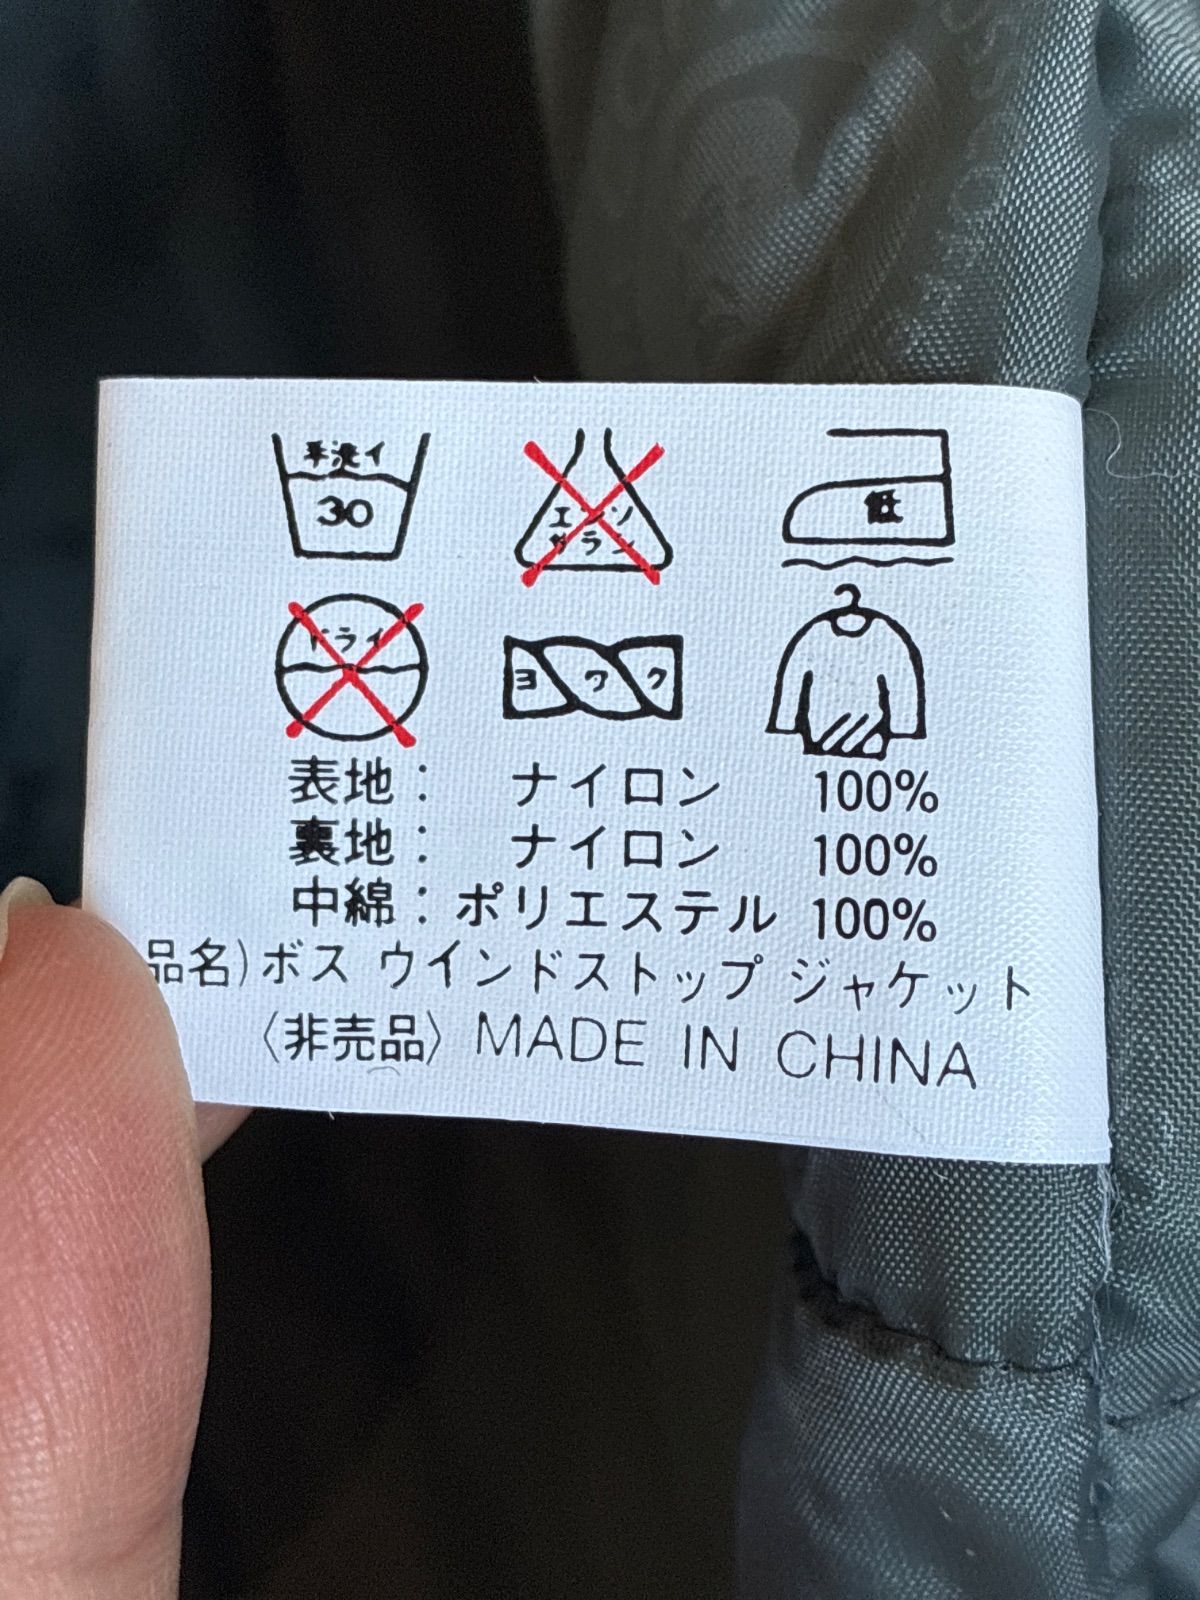 手洗イ
30
エンソ
サラシ
低
ドライ
ヨワク
表地: ナイロン 100%
裏地: ナイロン 100%
中綿: ポリエステル 100%
品名)ボス ウインドストップ ジャケット
〈非売品〉 MADE IN CHINA